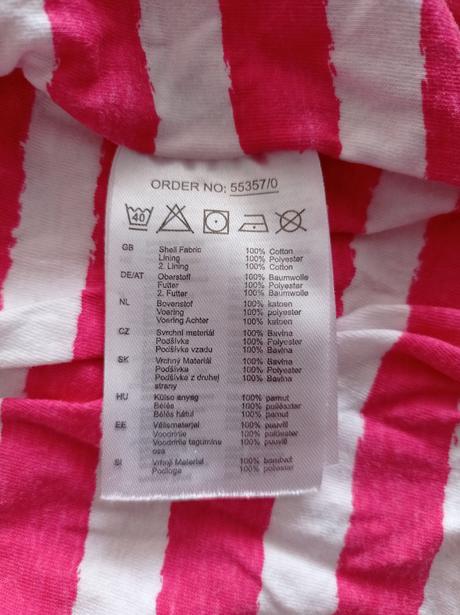 ORDER NO: 55357/0
40
GB Shell Fabric 100% Cotton
Lining 100% Polyester
2. Lining 100% Cotton
DE/AT Oberstoff 100% Baumwolle
Futter 100% Polyester
2. Futter 100% Baumwolle
NL Bovenstof 100% katoen
Voering 100% polyester
Voering Achter 100% katoen
CZ Svrchní materiál 100% Bavlna
Podšívka 100% Polyester
Podšívka vzadu 100% Bavlna
SK Vrchný Materiál 100% Bavlna
Podšívka 100% Polyester
Podšívka z druhej 100% Bavlna
strany
HU Külső anyag 100% pamut
Bélés 100% poliészter
Bélés hátul 100% pamut
EE Välismaterjal 100% puuvill
Voodriide 100% polüester
Voodriide tagumine 100% puuvill
osa
SI Vrhnji Material 100% bombaž
Podloga 100% poliester